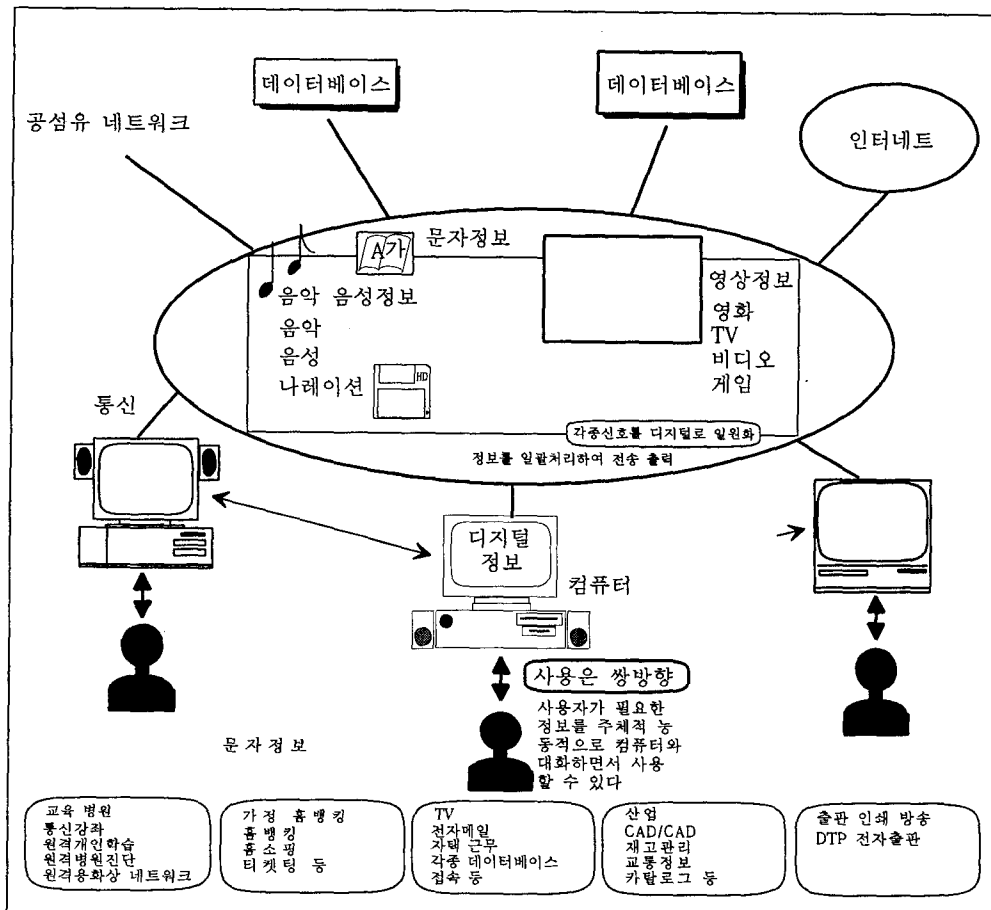 데이터베이스
데이터베이스
공섬유 네트워크
인터네트
A가
문자정보
음악 음성정보
음악
음성
나레이션
HD
영상정보
영화
TV
비디오
게임
통신
각종신호를 디지털로 일원화
정보를 일괄처리하여 전송 출력
디지털
정보
컴퓨터
사용은 쌍방향
사용자가 필요한
정보를 주체적 능
동적으로 컴퓨터와
대화하면서 사용
할 수 있다
문자정보
교육 병원
통신강좌
원격개인학습
원격병원진단
원격용화상 네트워크
가정 홈뱅킹
홈뱅킹
홈소핑
티켓팅 등
TV
전자메일
자택 근무
각종 데이터베이스
접속 등
산업
CAD/CAD
재고관리
교통정보
카탈로그 등
출판 인쇄 방송
DTP 전자출판